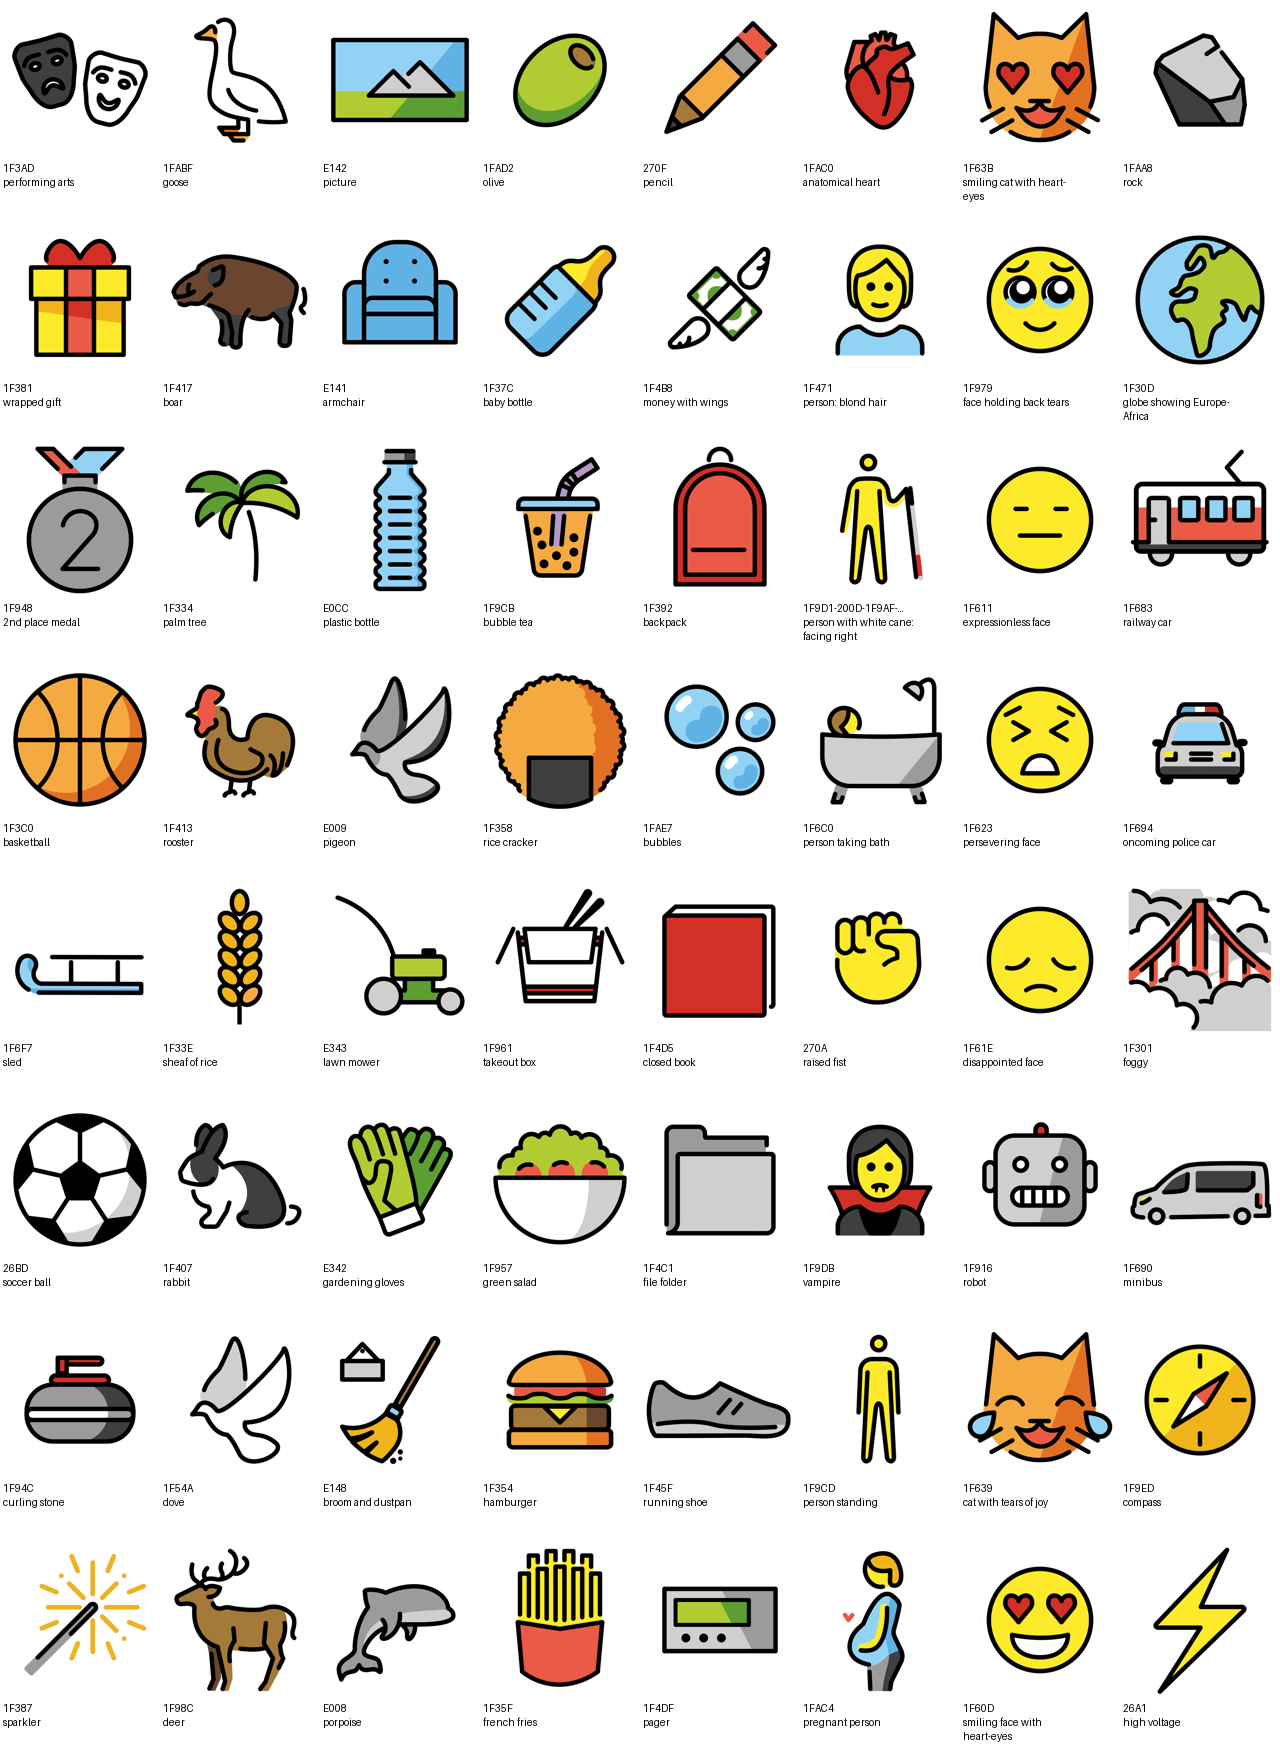 1F3AD
performing arts
1FABF
goose
E142
picture
1FAD2
olive
270F
pencil
1FAC0
anatomical heart
1F63B
smiling cat with heart-
eyes
1FAA8
rock
1F381
wrapped gift
1F417
boar
E141
armchair
1F37C
baby bottle
1F4B8
money with wings
1F471
person: blond hair
1F979
face holding back tears
1F30D
globe showing Europe-
Africa
2
1F948
2nd place medal
1F334
palm tree
E0CC
plastic bottle
1F9CB
bubble tea
1F392
backpack
1F9D1-200D-1F9AF-...
person with white cane:
facing right
1F611
expressionless face
1F683
railway car
1F3C0
basketball
1F413
rooster
E009
pigeon
1F358
rice cracker
1FAE7
bubbles
1F6C0
person taking bath
1F623
persevering face
1F694
oncoming police car
1F6F7
sled
1F33E
sheaf of rice
E343
lawn mower
1F961
takeout box
1F4D5
closed book
270A
raised fist
1F61E
disappointed face
1F301
foggy
26BD
soccer ball
1F407
rabbit
E342
gardening gloves
1F957
green salad
1F4C1
file folder
1F9DB
vampire
1F916
robot
1F690
minibus
1F94C
curling stone
1F54A
dove
E148
broom and dustpan
1F354
hamburger
1F45F
running shoe
1F9CD
person standing
1F639
cat with tears of joy
1F9ED
compass
1F387
sparkler
1F98C
deer
E008
porpoise
1F35F
french fries
1F4DF
pager
1FAC4
pregnant person
1F60D
smiling face with
heart-eyes
26A1
high voltage